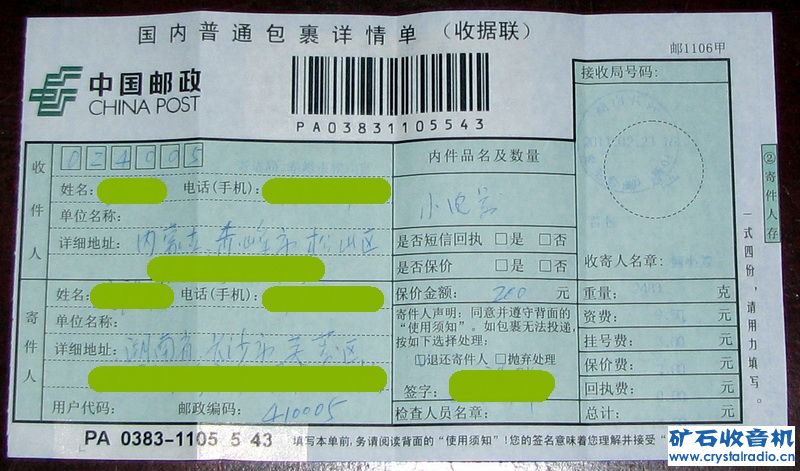 国内普通包裹详情单(收据联)
邮1106甲
中国邮政
CHINA POST
PA03831105543
接收局号码:
收件人
024005
姓名: 电话(手机):
单位名称:
详细地址: 内蒙古 赤峰市 松山区
寄件人
姓名: 电话(手机):
单位名称:
详细地址: 湖南省 长沙市 芙蓉区
用户代码: 邮政编码: 410005
内件品名及数量
是否短信回执 □是 □否
是否保价 □是 □否
保价金额: 200 元
寄件人声明:同意并遵守背面的
“使用须知”。如包裹无法投递,
按如下选择处理:
□退还寄件人 □抛弃处理
签字:
检查人员名章:
收寄人名章:
重量: 克
资费: 元
挂号费: 元
保价费: 元
回执费: 元
总计: 元
②寄件人存
一式四份,请用力填写。
PA 0383-1105 5 43
填写本单前,务请阅读背面的“使用须知”!您的签名意味着您理解并接受“
矿石收音机
www.crystalradio.cn